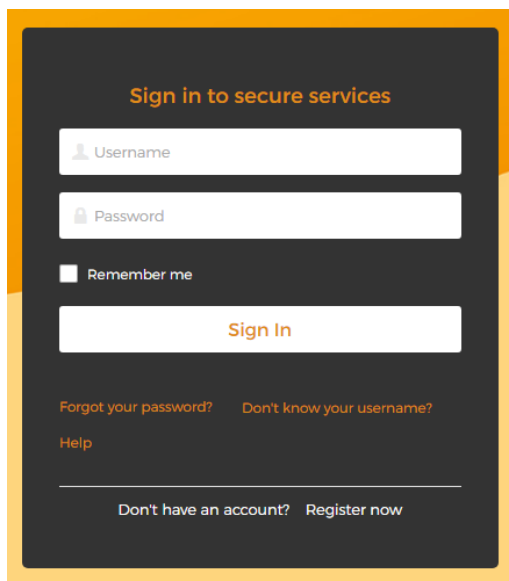 Sign in to secure services
Username
Password
Remember me
Sign In
Forgot your password? Don't know your username?
Help
Don't have an account? Register now